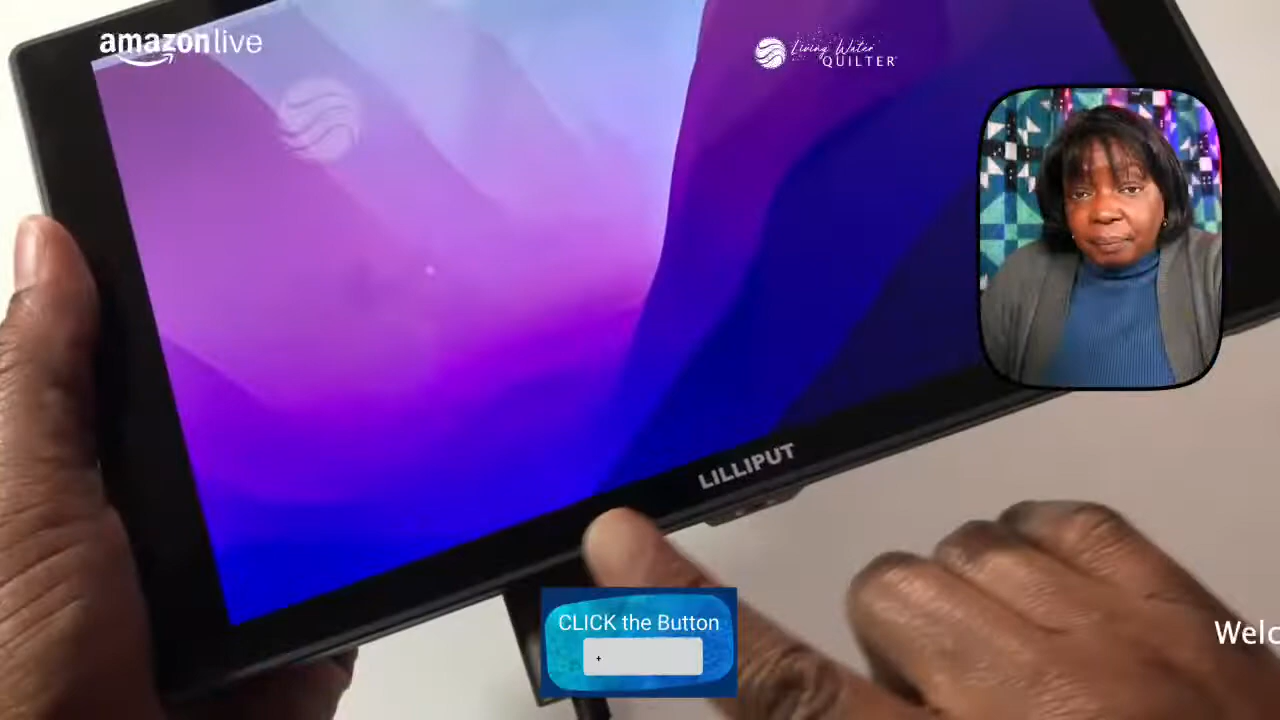 amazonlive
Living Water
QUILTER
LILLIPUT
CLICK the Button
+
Welc